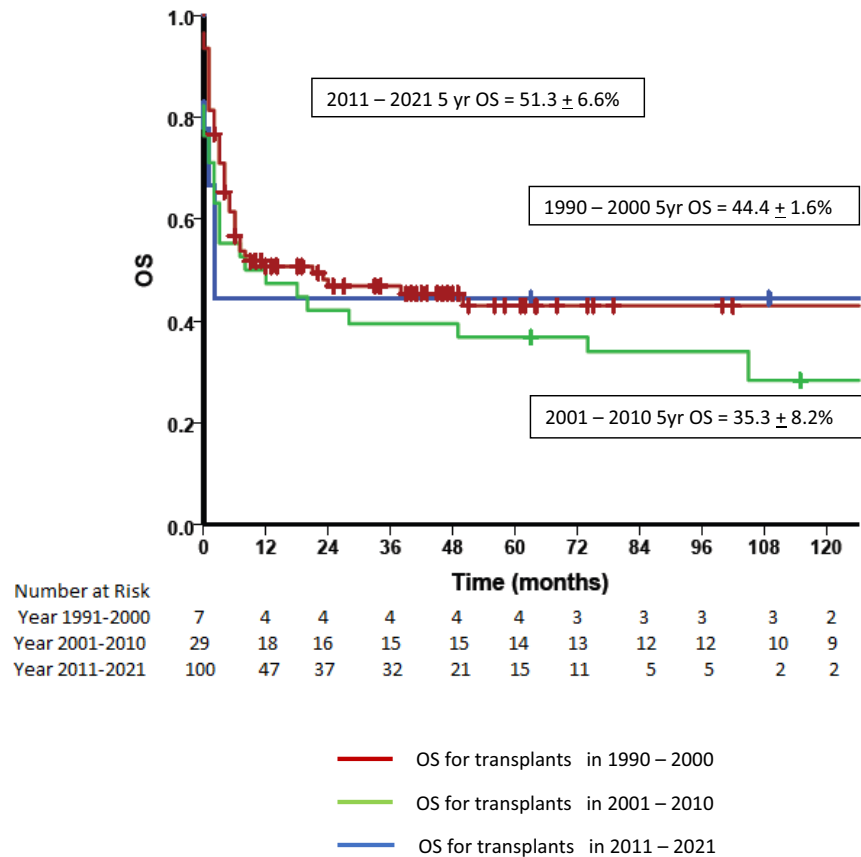 1.0
2011 – 2021 5 yr OS = 51.3 + 6.6%
0.8
1990 – 2000 5yr OS = 44.4 + 1.6%
0.6
OS
0.4
2001 – 2010 5yr OS = 35.3 + 8.2%
0.2
0.0
0 12 24 36 48 60 72 84 96 108 120
Time (months)
Number at Risk
Year 1991-2000 7 4 4 4 4 4 3 3 3 3 2
Year 2001-2010 29 18 16 15 15 14 13 12 12 10 9
Year 2011-2021 100 47 37 32 21 15 11 5 5 2 2
OS for transplants in 1990 – 2000
OS for transplants in 2001 – 2010
OS for transplants in 2011 – 2021